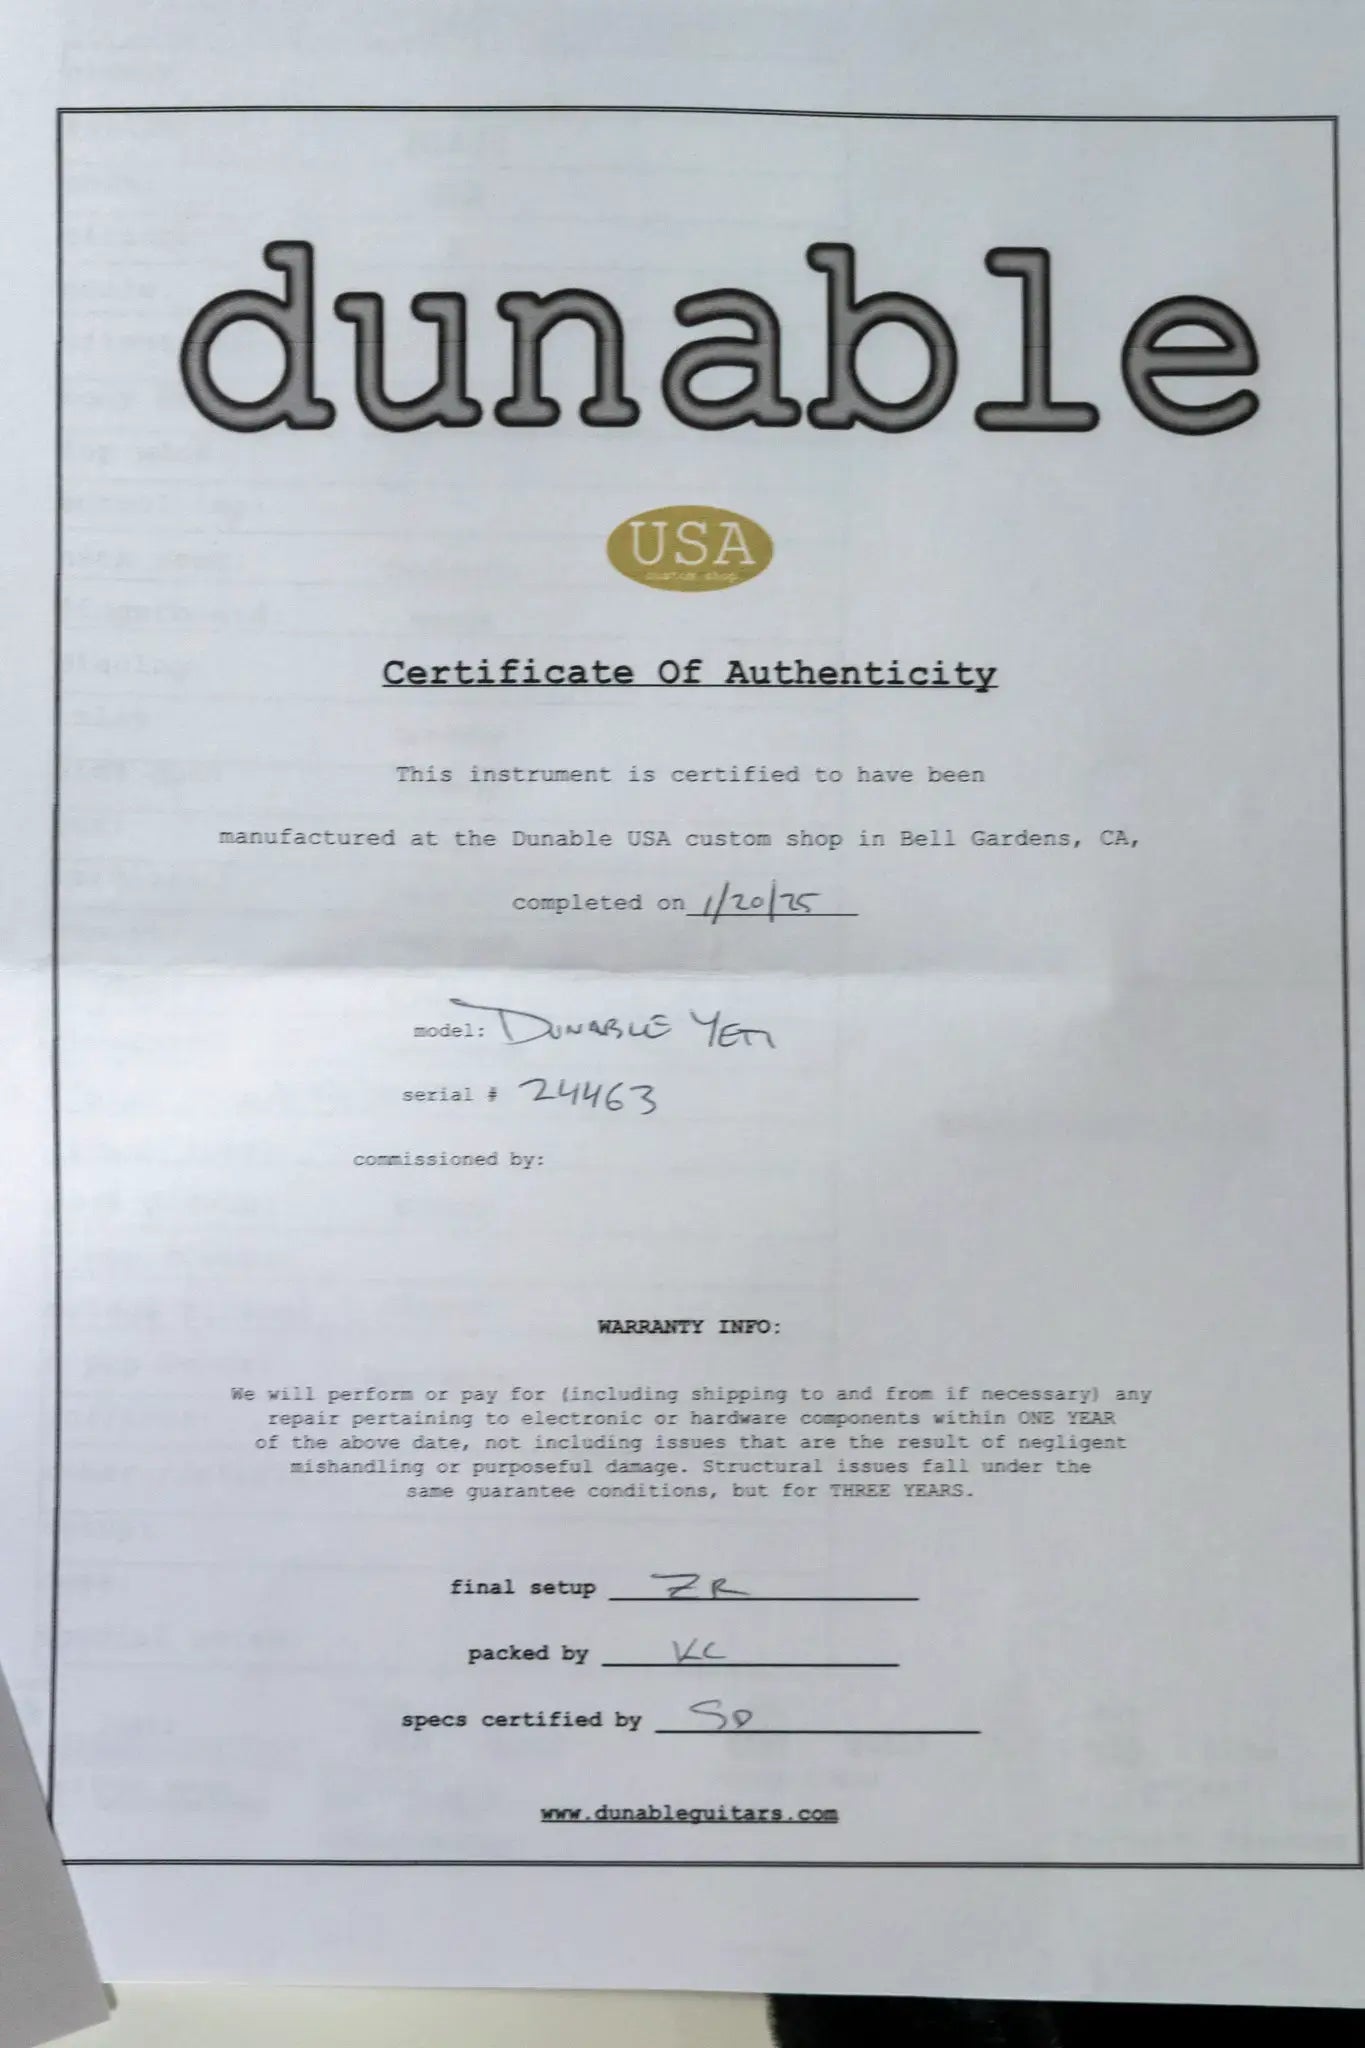 dunable
USA
custom shop
Certificate Of Authenticity
This instrument is certified to have been
manufactured at the Dunable USA custom shop in Bell Gardens, CA,
completed on 1/20/25
model: DUNABLE YETI
serial # 24463
commissioned by:
WARRANTY INFO:
We will perform or pay for (including shipping to and from if necessary) any
repair pertaining to electronic or hardware components within ONE YEAR
of the above date, not including issues that are the result of negligent
mishandling or purposeful damage. Structural issues fall under the
same guarantee conditions, but for THREE YEARS.
final setup ZR
packed by KC
specs certified by SD
www.dunableguitars.com